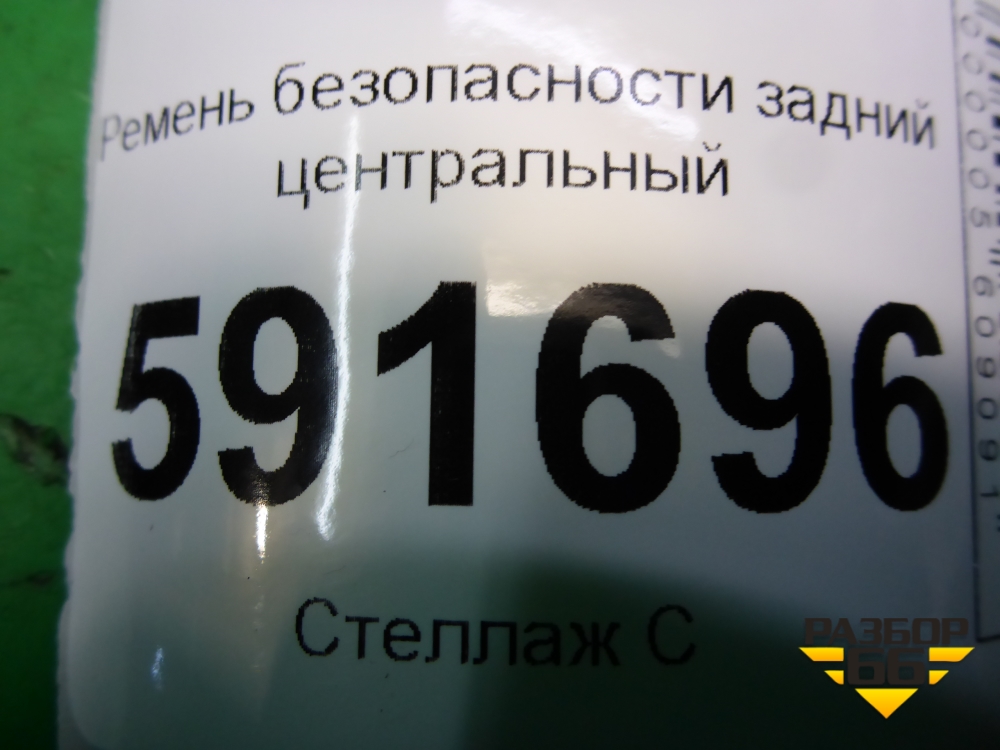 Ремень безопасности задний
центральный
591696
Стеллаж С
РАЗБОР
66